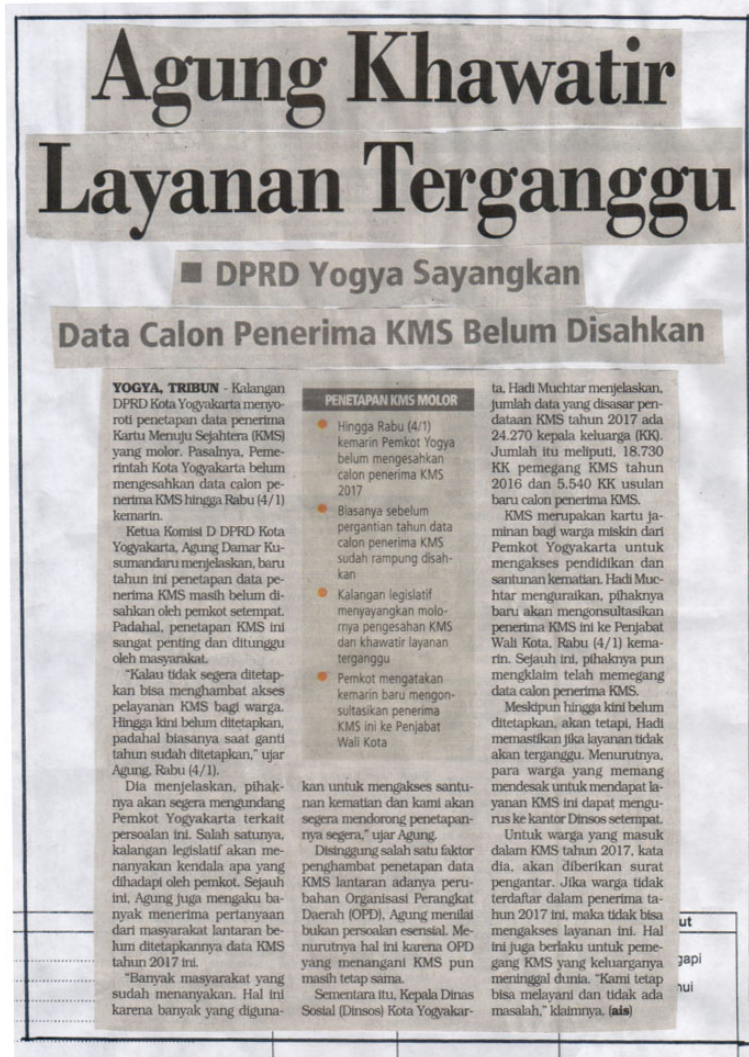 Agung Khawatir
Layanan Terganggu
■ DPRD Yogya Sayangkan
Data Calon Penerima KMS Belum Disahkan
YOGYA, TRIBUN - Kalangan
DPRD Kota Yogyakarta menyo-
roti penetapan data penerima
Kartu Menuju Sejahtera (KMS)
yang molor. Pasalnya, Peme-
rintah Kota Yogyakarta belum
mengesahkan data calon pe-
nerima KMS hingga Rabu (4/1)
kemarin.
Ketua Komisi D DPRD Kota
Yogyakarta, Agung Damar Ku-
sumandaru menjelaskan, baru
tahun ini penetapan data pe-
nerima KMS masih belum di-
sahkan oleh pemkot setempat.
Padahal, penetapan KMS ini
sangat penting dan ditunggu
oleh masyarakat.
"Kalau tidak segera ditetap-
kan bisa menghambat akses
pelayanan KMS bagi warga.
Hingga kini belum ditetapkan,
padahal biasanya saat ganti
tahun sudah ditetapkan," ujar
Agung, Rabu (4/1).
Dia menjelaskan, pihak-
nya akan segera mengundang
Pemkot Yogyakarta terkait
persoalan ini. Salah satunya,
kalangan legislatif akan me-
nanyakan kendala apa yang
dihadapi oleh pemkot. Sejauh
ini, Agung juga mengaku ba-
nyak menerima pertanyaan
dari masyarakat lantaran be-
lum ditetapkannya data KMS
tahun 2017 ini.
"Banyak masyarakat yang
sudah menanyakan. Hal ini
karena banyak yang diguna-
PENETAPAN KMS MOLOR
● Hingga Rabu (4/1)
kemarin Pemkot Yogya
belum mengesahkan
calon penerima KMS
2017
● Biasanya sebelum
pergantian tahun data
calon penerima KMS
sudah rampung disah-
kan
● Kalangan legislatif
menyayangkan molo-
rnya pengesahan KMS
dan khawatir layanan
terganggu
● Pemkot mengatakan
kemarin baru mengon-
sultasikan penerima
KMS ini ke Penjabat
Wali Kota
kan untuk mengakses santu-
nan kematian dan kami akan
segera mendorong penetapan-
nya segera," ujar Agung.
Disinggung salah satu faktor
penghambat penetapan data
KMS lantaran adanya peru-
bahan Organisasi Perangkat
Daerah (OPD), Agung menilai
bukan persoalan esensial. Me-
nurutnya hal ini karena OPD
yang menangani KMS pun
masih tetap sama.
Sementara itu, Kepala Dinas
Sosial (Dinsos) Kota Yogyakar-
ta, Hadi Muchtar menjelaskan,
jumlah data yang disasar pen-
dataan KMS tahun 2017 ada
24.270 kepala keluarga (KK).
Jumlah itu meliputi, 18.730
KK pemegang KMS tahun
2016 dan 5.540 KK usulan
baru calon penerima KMS.
KMS merupakan kartu ja-
minan bagi warga miskin dari
Pemkot Yogyakarta untuk
mengakses pendidikan dan
santunan kematian. Hadi Muc-
htar menguraikan, pihaknya
baru akan mengonsultasikan
penerima KMS ini ke Penjabat
Wali Kota, Rabu (4/1) kema-
rin. Sejauh ini, pihaknya pun
mengklaim telah memegang
data calon penerima KMS.
Meskipun hingga kini belum
ditetapkan, akan tetapi, Hadi
memastikan jika layanan tidak
akan terganggu. Menurutnya,
para warga yang memang
mendesak untuk mendapat la-
yanan KMS ini dapat mengu-
rus ke kantor Dinsos setempat.
Untuk warga yang masuk
dalam KMS tahun 2017, kata
dia, akan diberikan surat
pengantar. Jika warga tidak
terdaftar dalam penerima ta-
hun 2017 ini, maka tidak bisa
mengakses layanan ini. Hal
ini juga berlaku untuk peme-
gang KMS yang keluarganya
meninggal dunia. "Kami tetap
bisa melayani dan tidak ada
masalah," klaimnya. (ais)
ut
gapi
hui